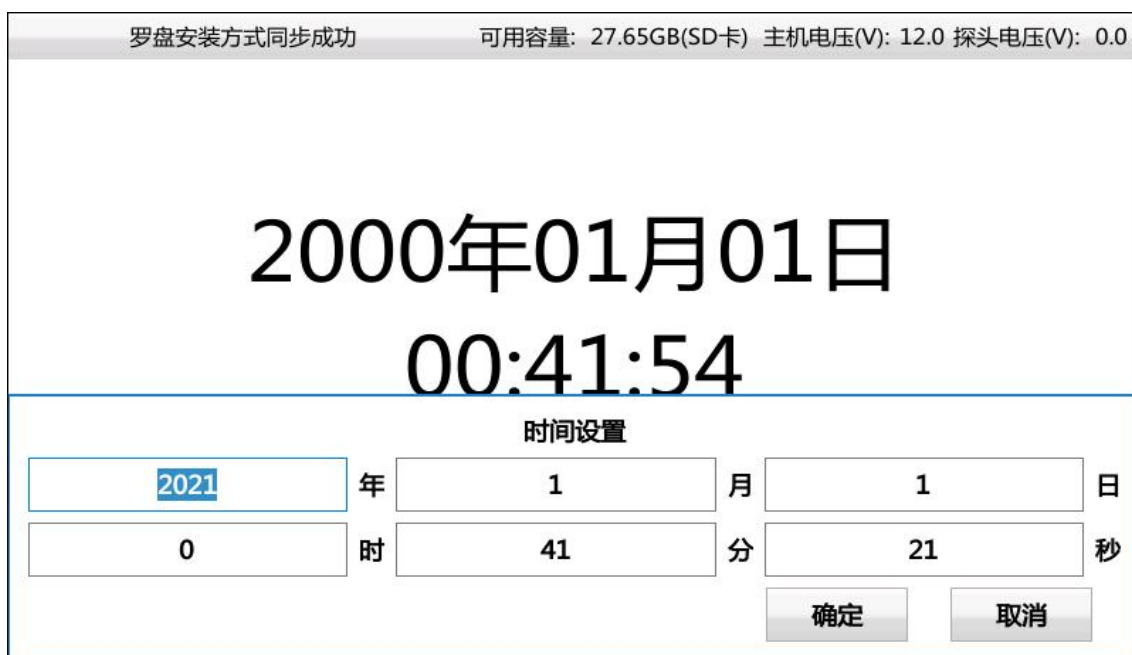 罗盘安装方式同步成功 可用容量: 27.65GB(SD卡) 主机电压(V): 12.0 探头电压(V): 0.0
2000年01月01日
00:41:54
时间设置
2021 年 1 月 1 日
0 时 41 分 21 秒
确定 取消